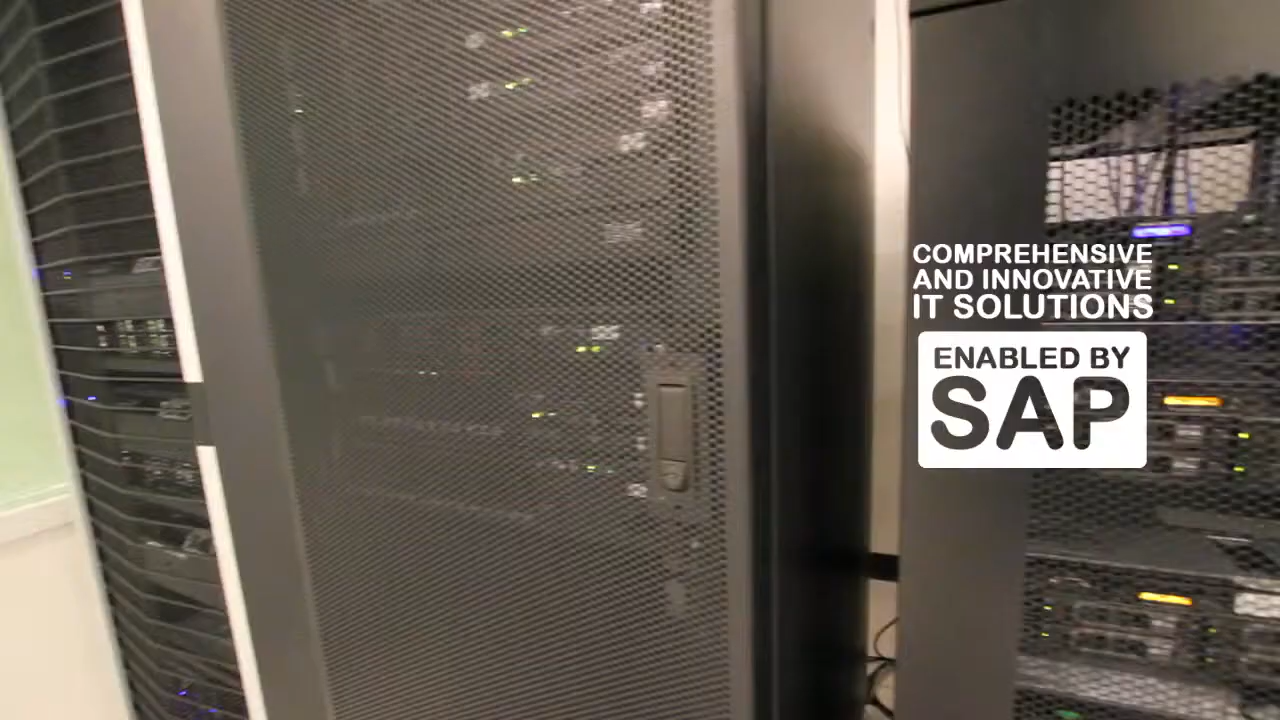 COMPREHENSIVE
AND INNOVATIVE
IT SOLUTIONS
ENABLED BY
SAP